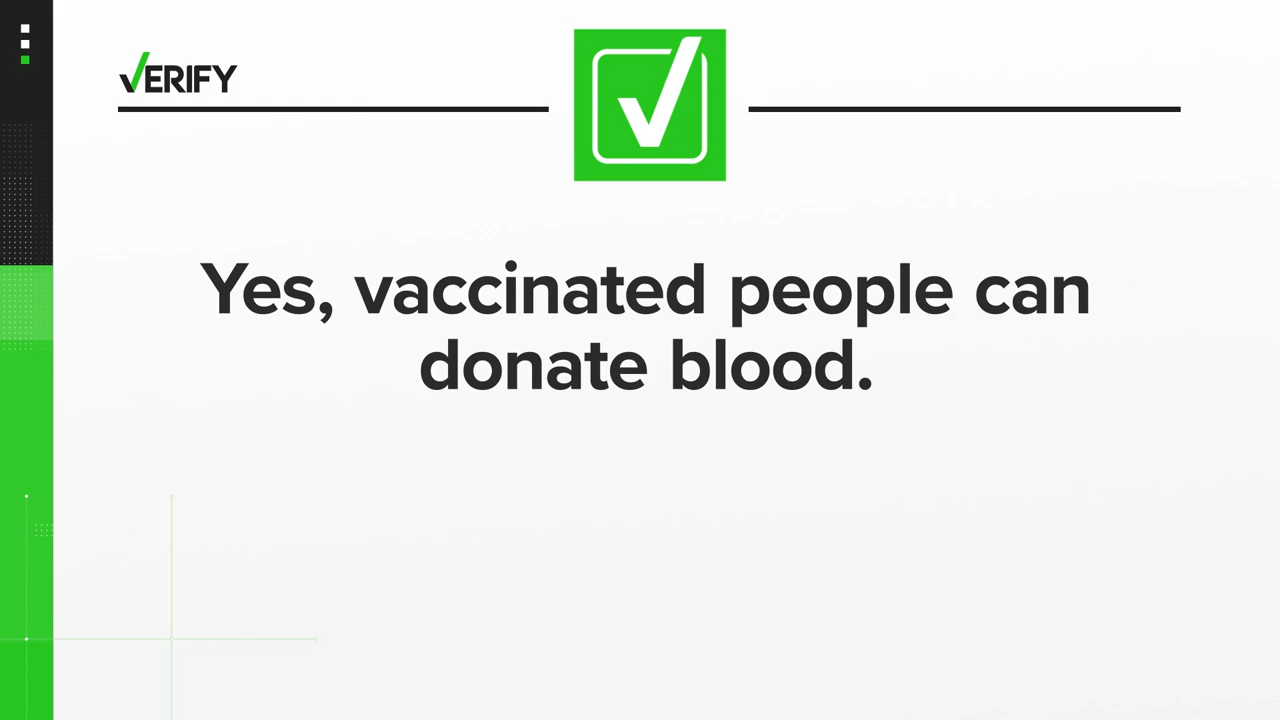 VERIFY
Yes, vaccinated people can
donate blood.